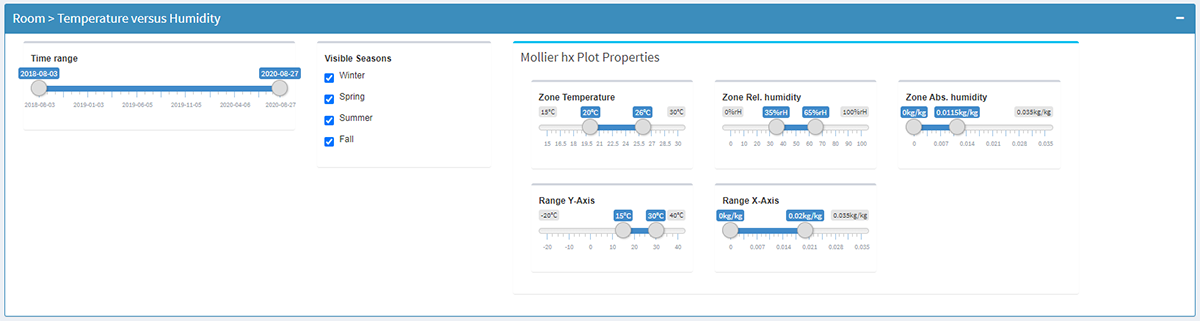 Room > Temperature versus Humidity
Time range
2018-08-03 2020-08-27
2018-08-03 2019-01-03 2019-06-05 2019-11-05 2020-04-06 2020-08-27
Visible Seasons
Winter
Spring
Summer
Fall
Mollier hx Plot Properties
Zone Temperature
15°C 20°C 26°C 30°C
15 16.5 18 19.5 21 22.5 24 25.5 27 28.5 30
Zone Rel. humidity
0%rH 35%rH 65%rH 100%rH
0 10 20 30 40 50 60 70 80 90 100
Zone Abs. humidity
0kg/kg 0.0115kg/kg 0.035kg/kg
0 0.007 0.014 0.021 0.028 0.035
Range Y-Axis
-20°C 15°C 30°C 40°C
-20 -10 0 10 20 30 40
Range X-Axis
0kg/kg 0.02kg/kg 0.035kg/kg
0 0.007 0.014 0.021 0.028 0.035